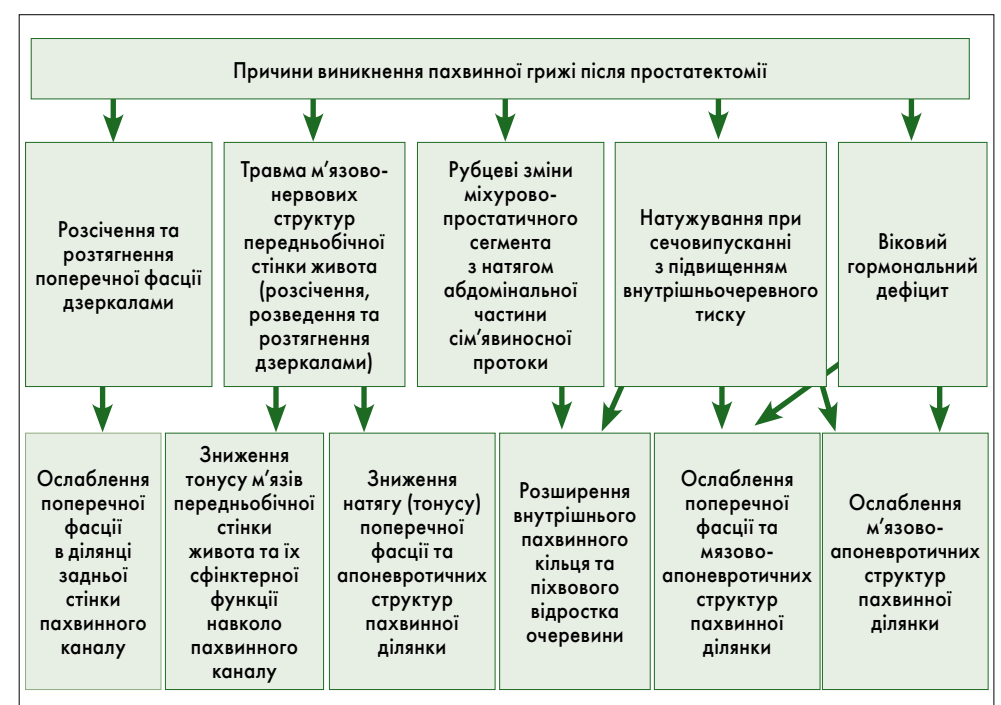 Причини виникнення пахвинної грижі після простатектомії
Розсічення та
розтягнення
поперечної фасції
дзеркалами
Травма м’язово-
нервових
структур
передньобічної
стінки живота
(розсічення,
розведення та
розтягнення
дзеркалами)
Рубцеві зміни
міхурово-
простатичного
сегмента
з натягом
абдомінальної
частини
сім’явиносної
протоки
Натужування при
сечовипусканні
з підвищенням
внутрішньочеревного
тиску
Віковий
гормональний
дефіцит
Ослаблення
поперечної
фасції
в ділянці
задньої
стінки
пахвинного
каналу
Зниження
тонусу м’язів
передньобічної
стінки
живота та їх
сфінктерної
функції
навколо
пахвинного
каналу
Зниження
натягу (тонусу)
поперечної
фасції та
апоневротичних
структур
пахвинної
ділянки
Розширення
внутрішнього
пахвинного
кільця та
піхвового
відростка
очеревини
Ослаблення
поперечної
фасції та
мязово-
апоневротичних
структур
пахвинної
ділянки
Ослаблення
м’язово-
апоневротичних
структур
пахвинної
ділянки